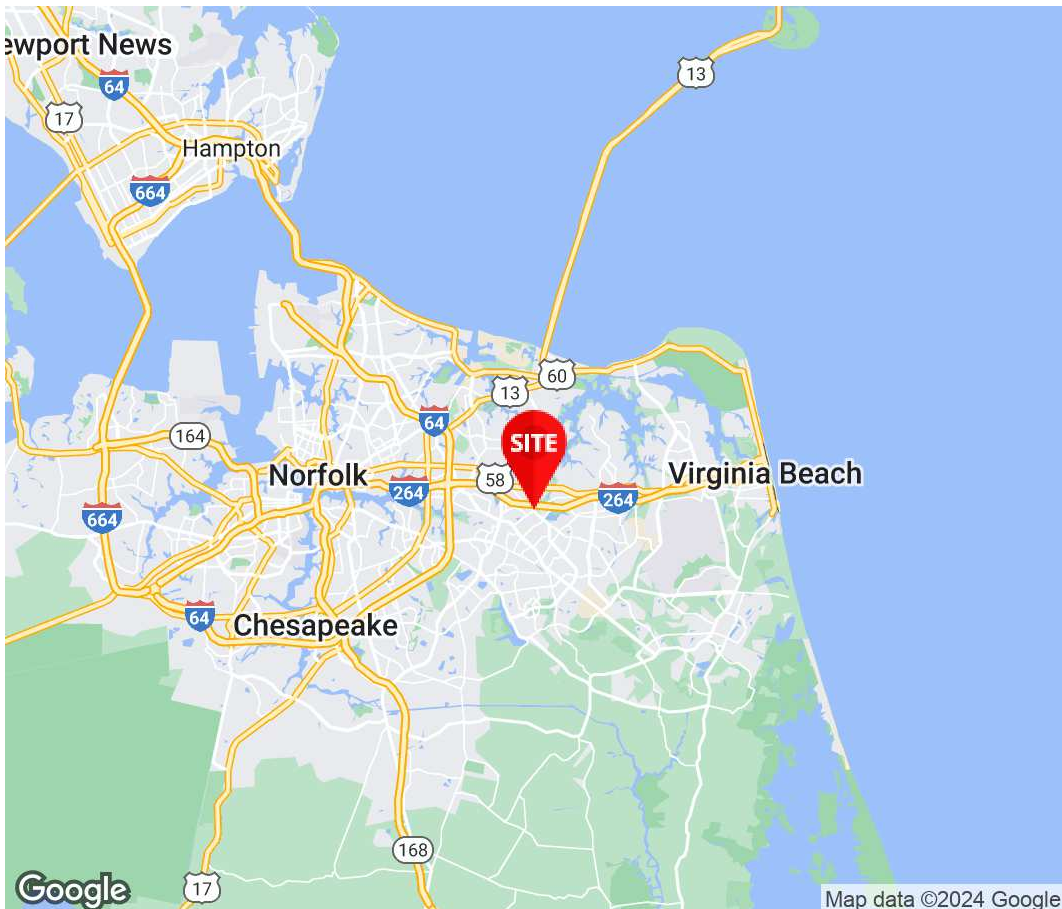 ewport News
64
13
17
Hampton
664
60
13
64
164
SITE
Norfolk
58
Virginia Beach
264
264
664
64
Chesapeake
168
17
Google
Map data ©2024 Google